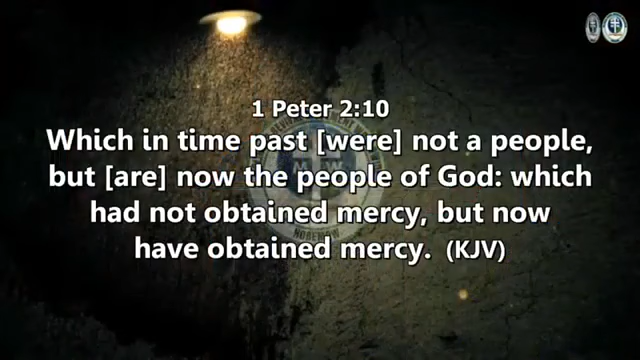 1 Peter 2:10
Which in time past [were] not a people,
but [are] now the people of God: which
had not obtained mercy, but now
have obtained mercy. (KJV)